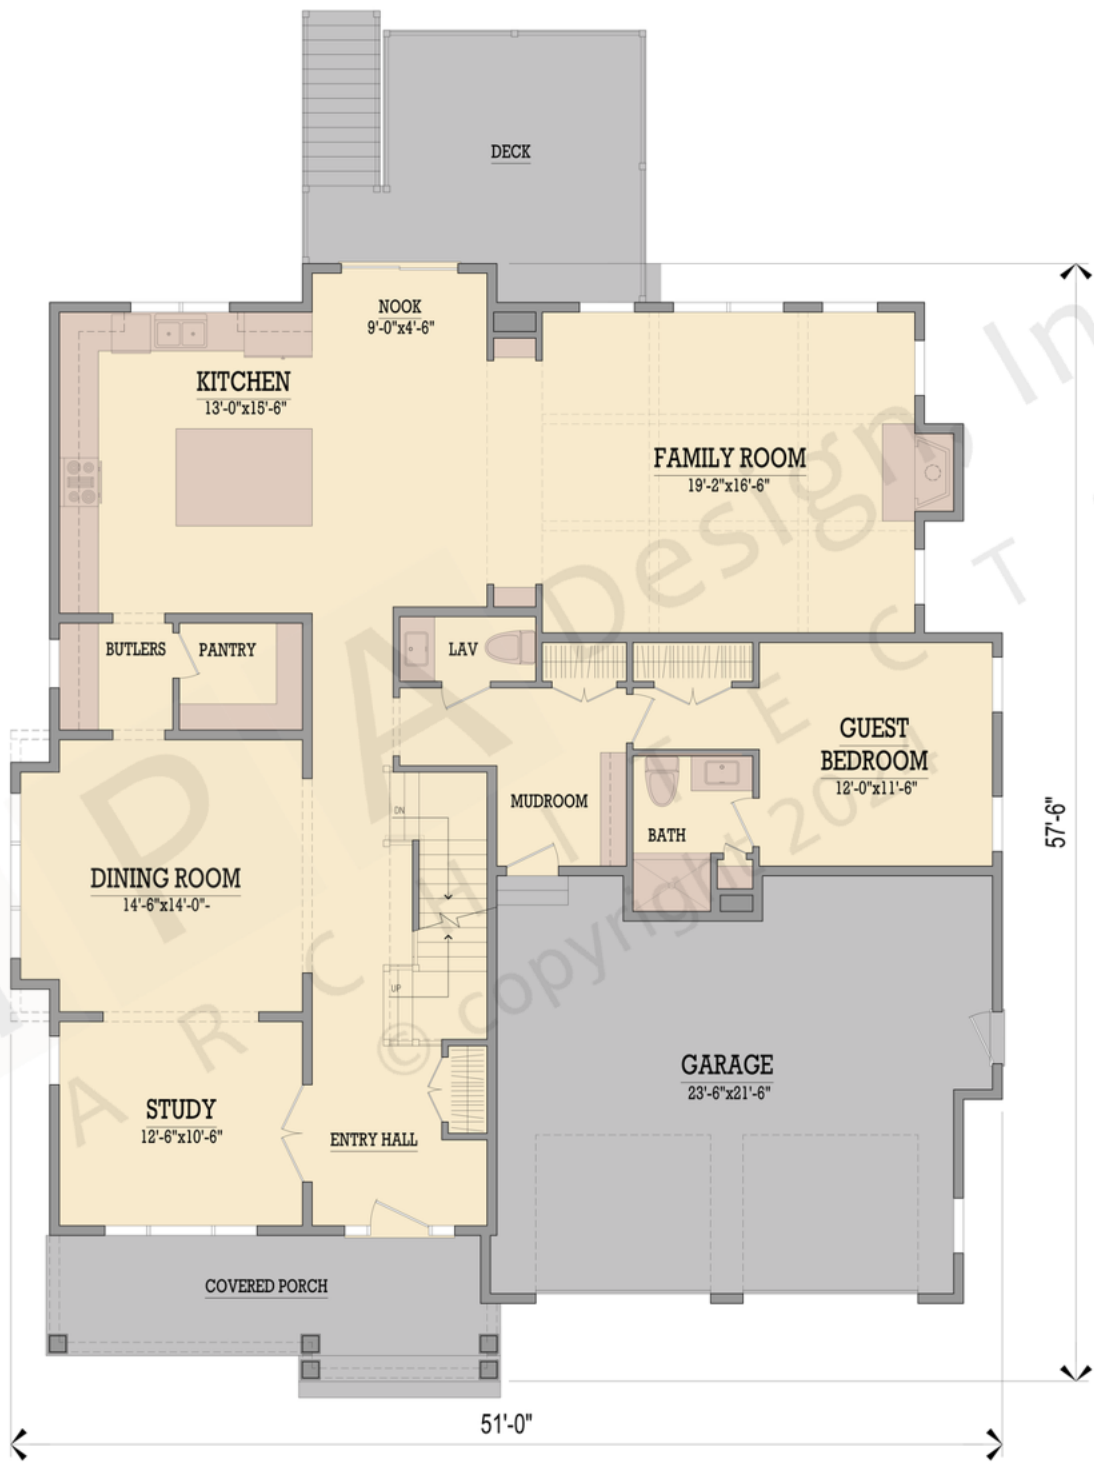 DECK
NOOK
9'-0"x4'-6"
KITCHEN
13'-0"x15'-6"
FAMILY ROOM
19'-2"x16'-6"
BUTLERS
PANTRY
LAV
GUEST
BEDROOM
12'-0"x11'-6"
MUDROOM
BATH
DN
DINING ROOM
14'-6"x14'-0"-
UP
57'-6"
GARAGE
23'-6"x21'-6"
STUDY
12'-6"x10'-6"
ENTRY HALL
COVERED PORCH
51'-0"
PA Design, In
ARCHITECT
© copyright 2024